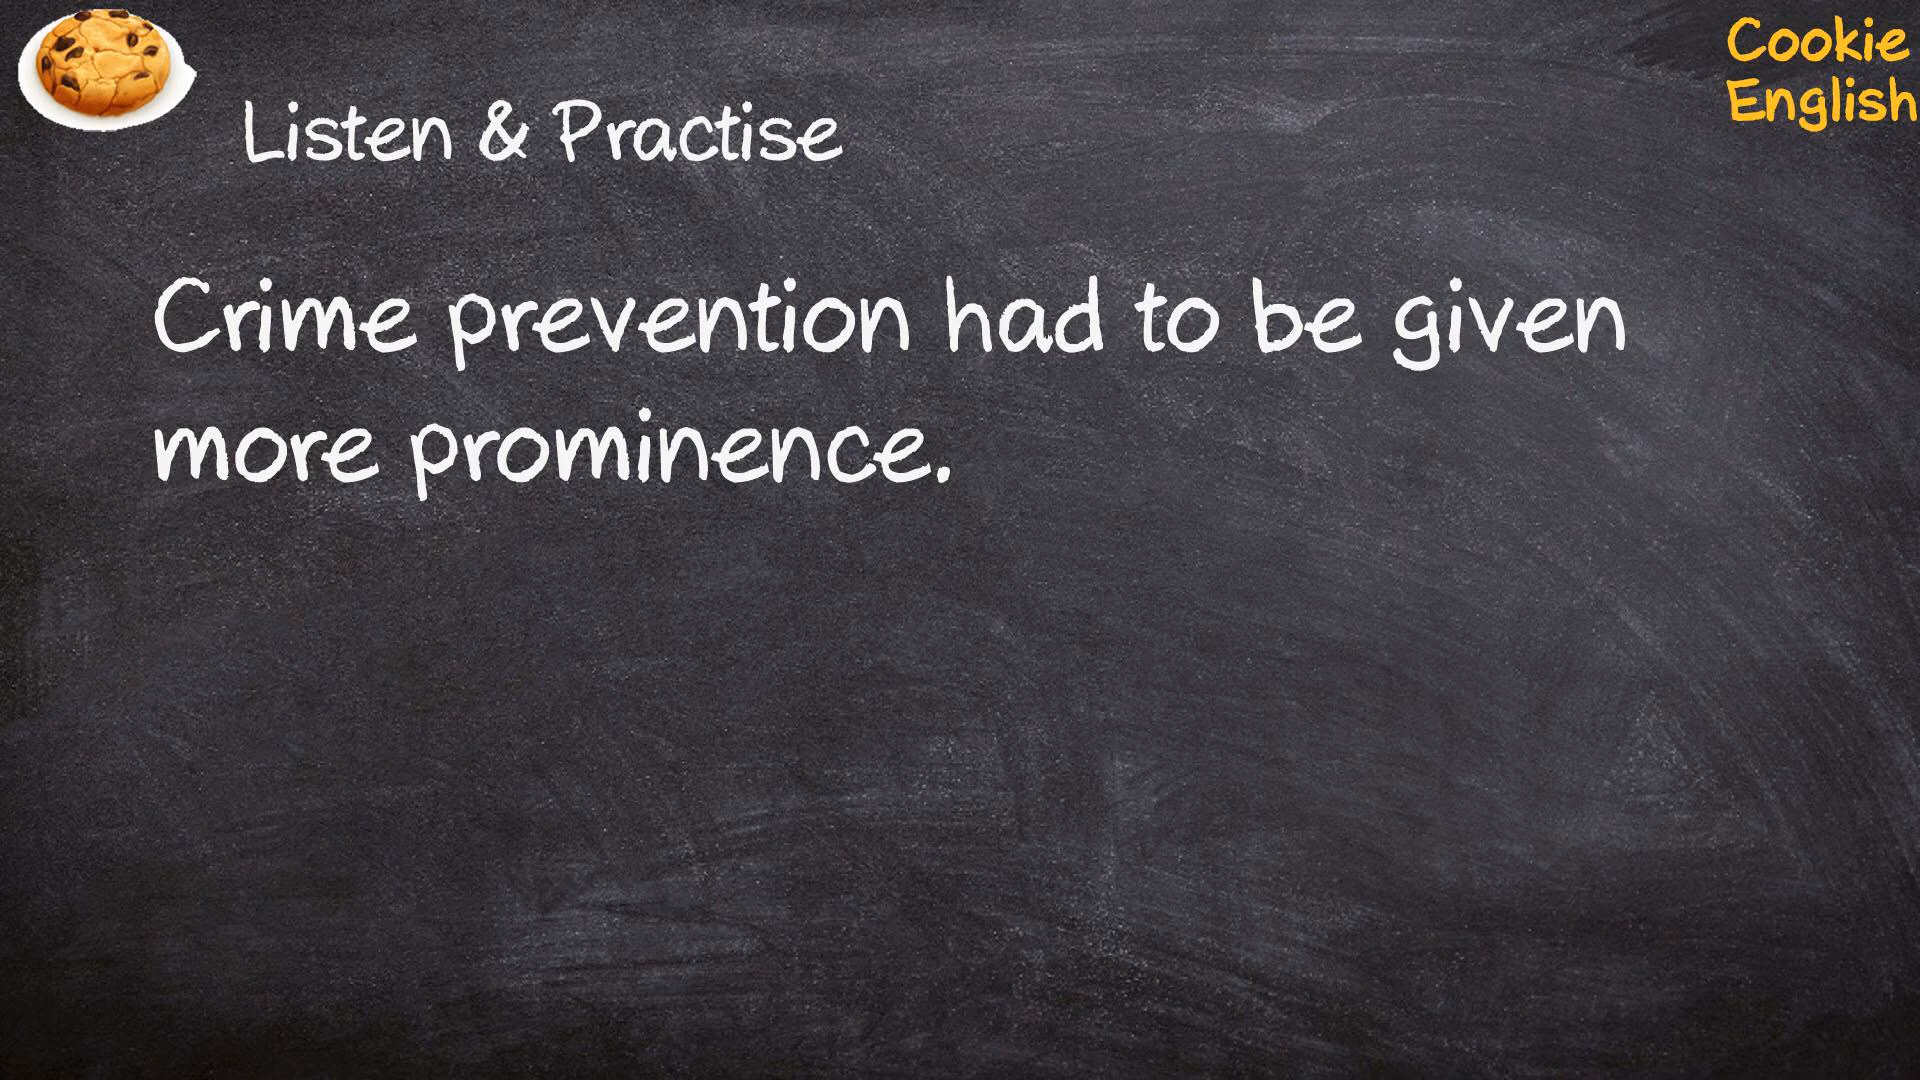 Cookie
English
Listen & Practise
Crime prevention had to be given
more prominence.